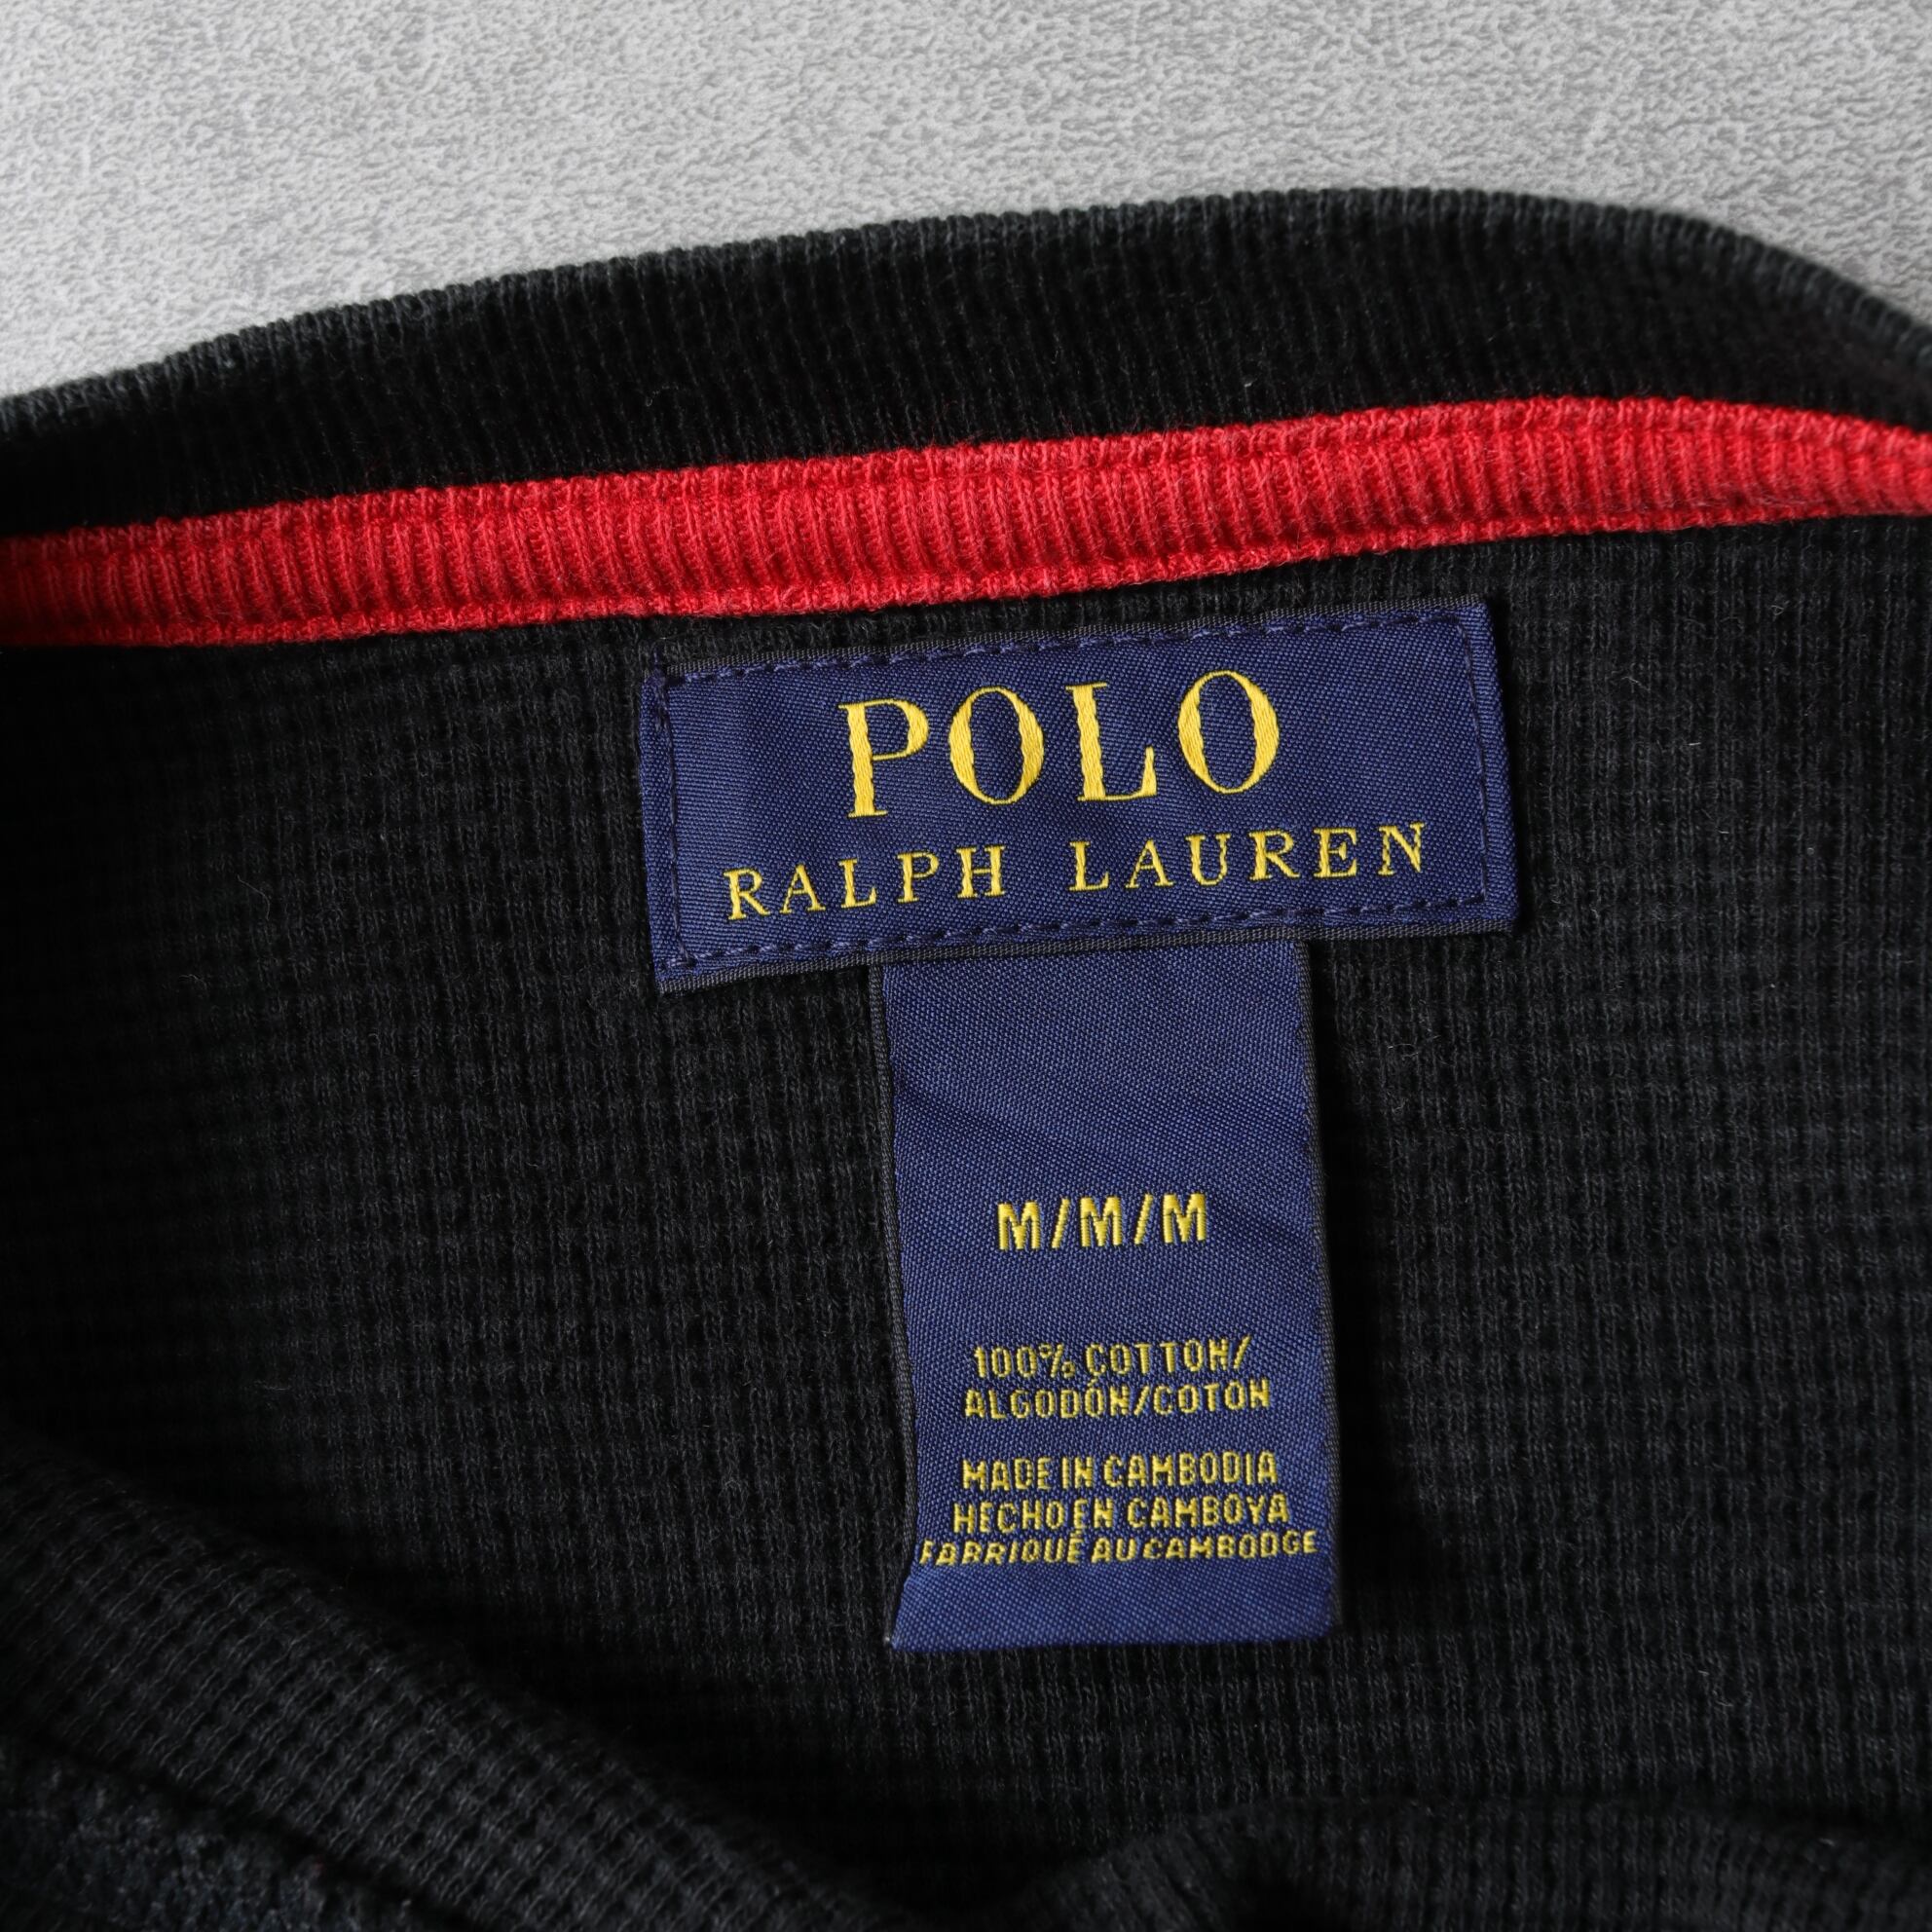 POLO
RALPH LAUREN
M/M/M
100% COTTON/
ALGODÓN/COTON
MADE IN CAMBODIA
HECHO EN CAMBOYA
FABRIQUÉ AU CAMBODGE